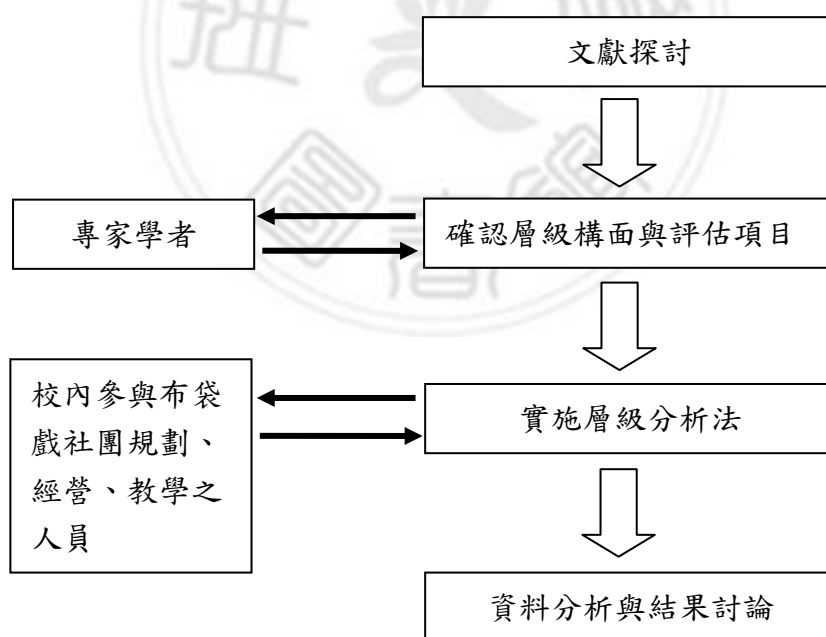 文獻探討
專家學者
確認層級構面與評估項目
校內參與布袋
戲社團規劃、
經營、教學之
人員
實施層級分析法
資料分析與結果討論